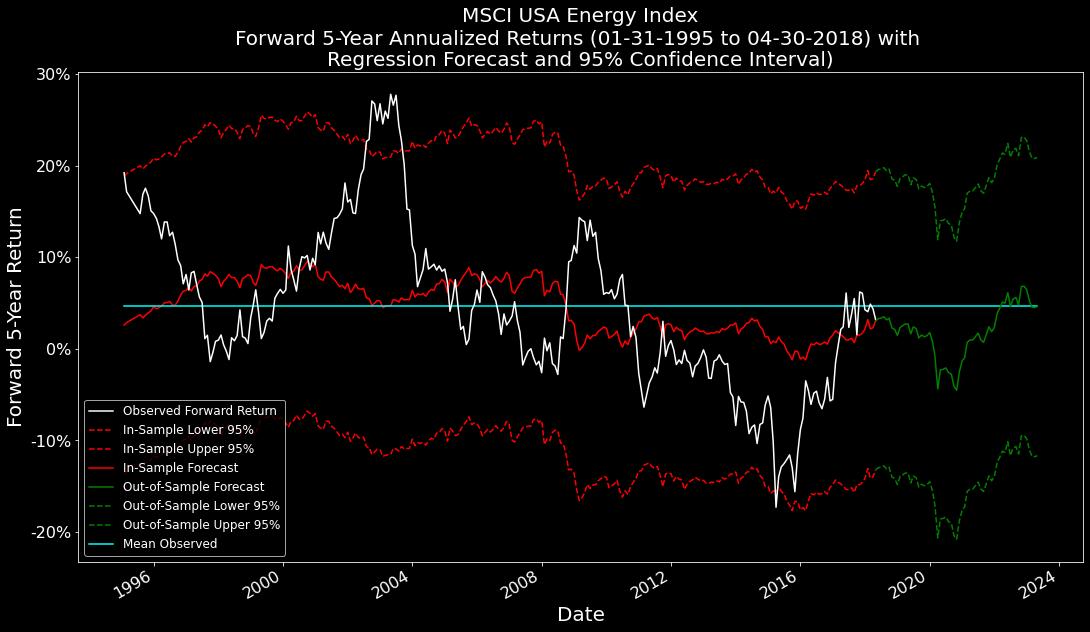 MSCI USA Energy Index
Forward 5-Year Annualized Returns (01-31-1995 to 04-30-2018) with
Regression Forecast and 95% Confidence Interval)
30%
20%
10%
0%
-10%
-20%
Forward 5-Year Return
Observed Forward Return
In-Sample Lower 95%
In-Sample Upper 95%
In-Sample Forecast
Out-of-Sample Forecast
Out-of-Sample Lower 95%
Out-of-Sample Upper 95%
Mean Observed
1996
2000
2004
2008
2012
2016
2020
2024
Date